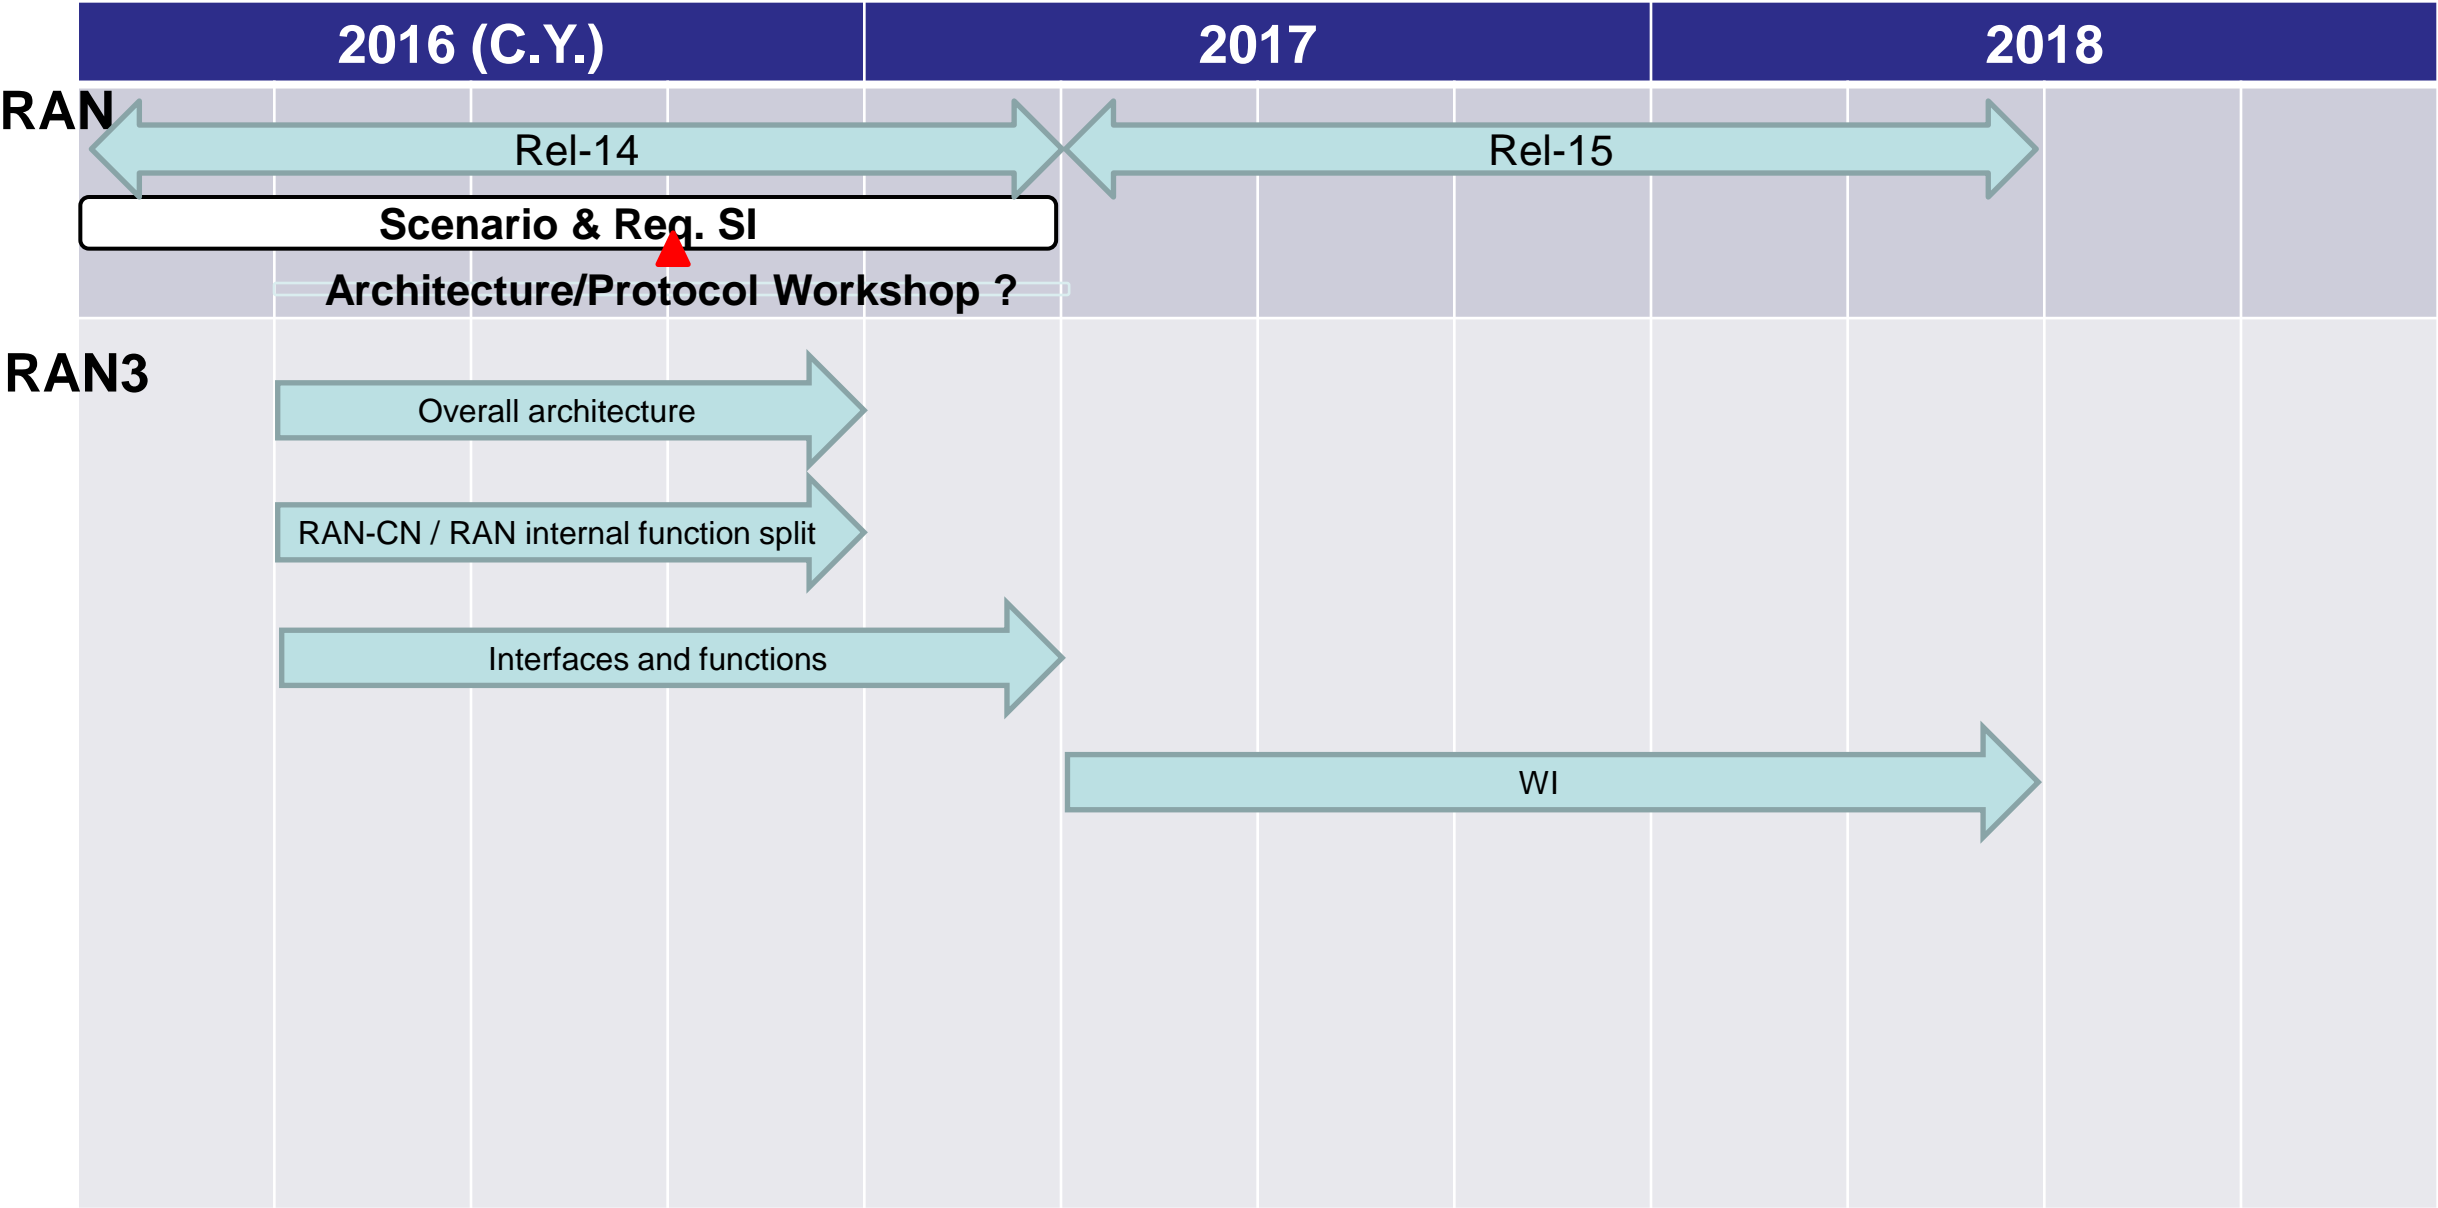 2016 (C.Y.) 2017 2018
RAN
Rel-14 Rel-15
Scenario & Req. SI
Architecture/Protocol Workshop ?
RAN3
Overall architecture
RAN-CN / RAN internal function split
Interfaces and functions
WI